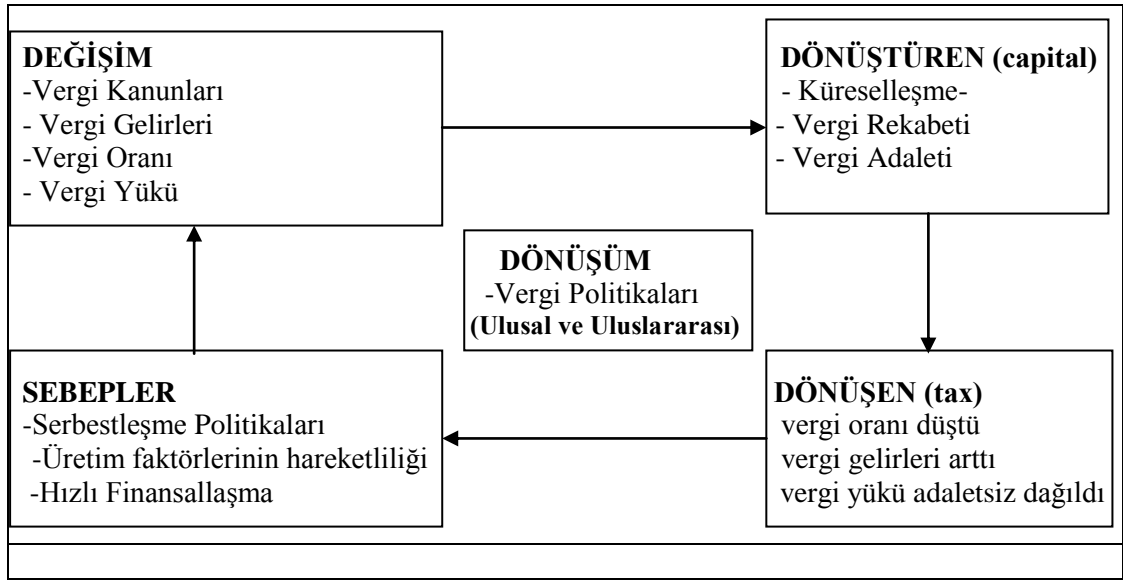 DEĞİŞİM
-Vergi Kanunları
- Vergi Gelirleri
-Vergi Oranı
- Vergi Yükü
DÖNÜŞTÜREN (capital)
- Küreselleşme-
- Vergi Rekabeti
- Vergi Adaleti
DÖNÜŞÜM
-Vergi Politikaları
(Ulusal ve Uluslararası)
SEBEPLER
-Serbestleşme Politikaları
-Üretim faktörlerinin hareketliliği
-Hızlı Finansallaşma
DÖNÜŞEN (tax)
vergi oranı düştü
vergi gelirleri arttı
vergi yükü adaletsiz dağıldı